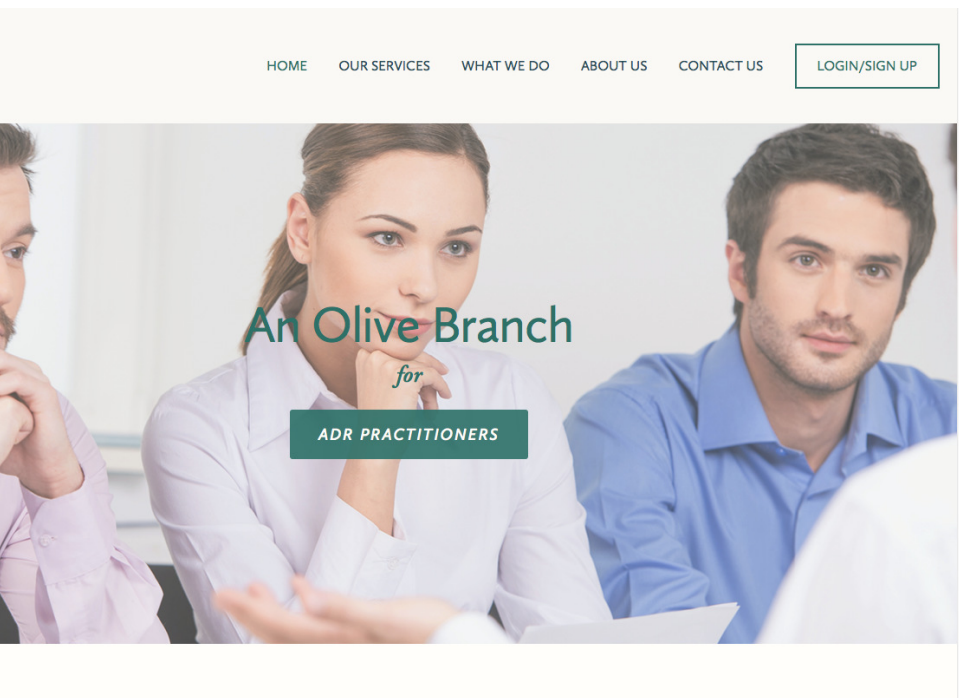 HOME OUR SERVICES WHAT WE DO ABOUT US CONTACT US LOGIN/SIGN UP
An Olive Branch
for
ADR PRACTITIONERS